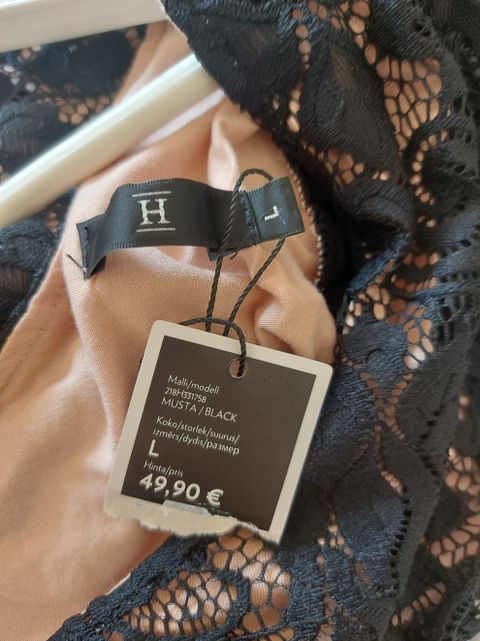 H
L
Malli/modell
218H331758
MUSTA / BLACK
Koko/storlek/suurus/
izmērs/dydis/размер
L
Hinta/pris
49,90 €